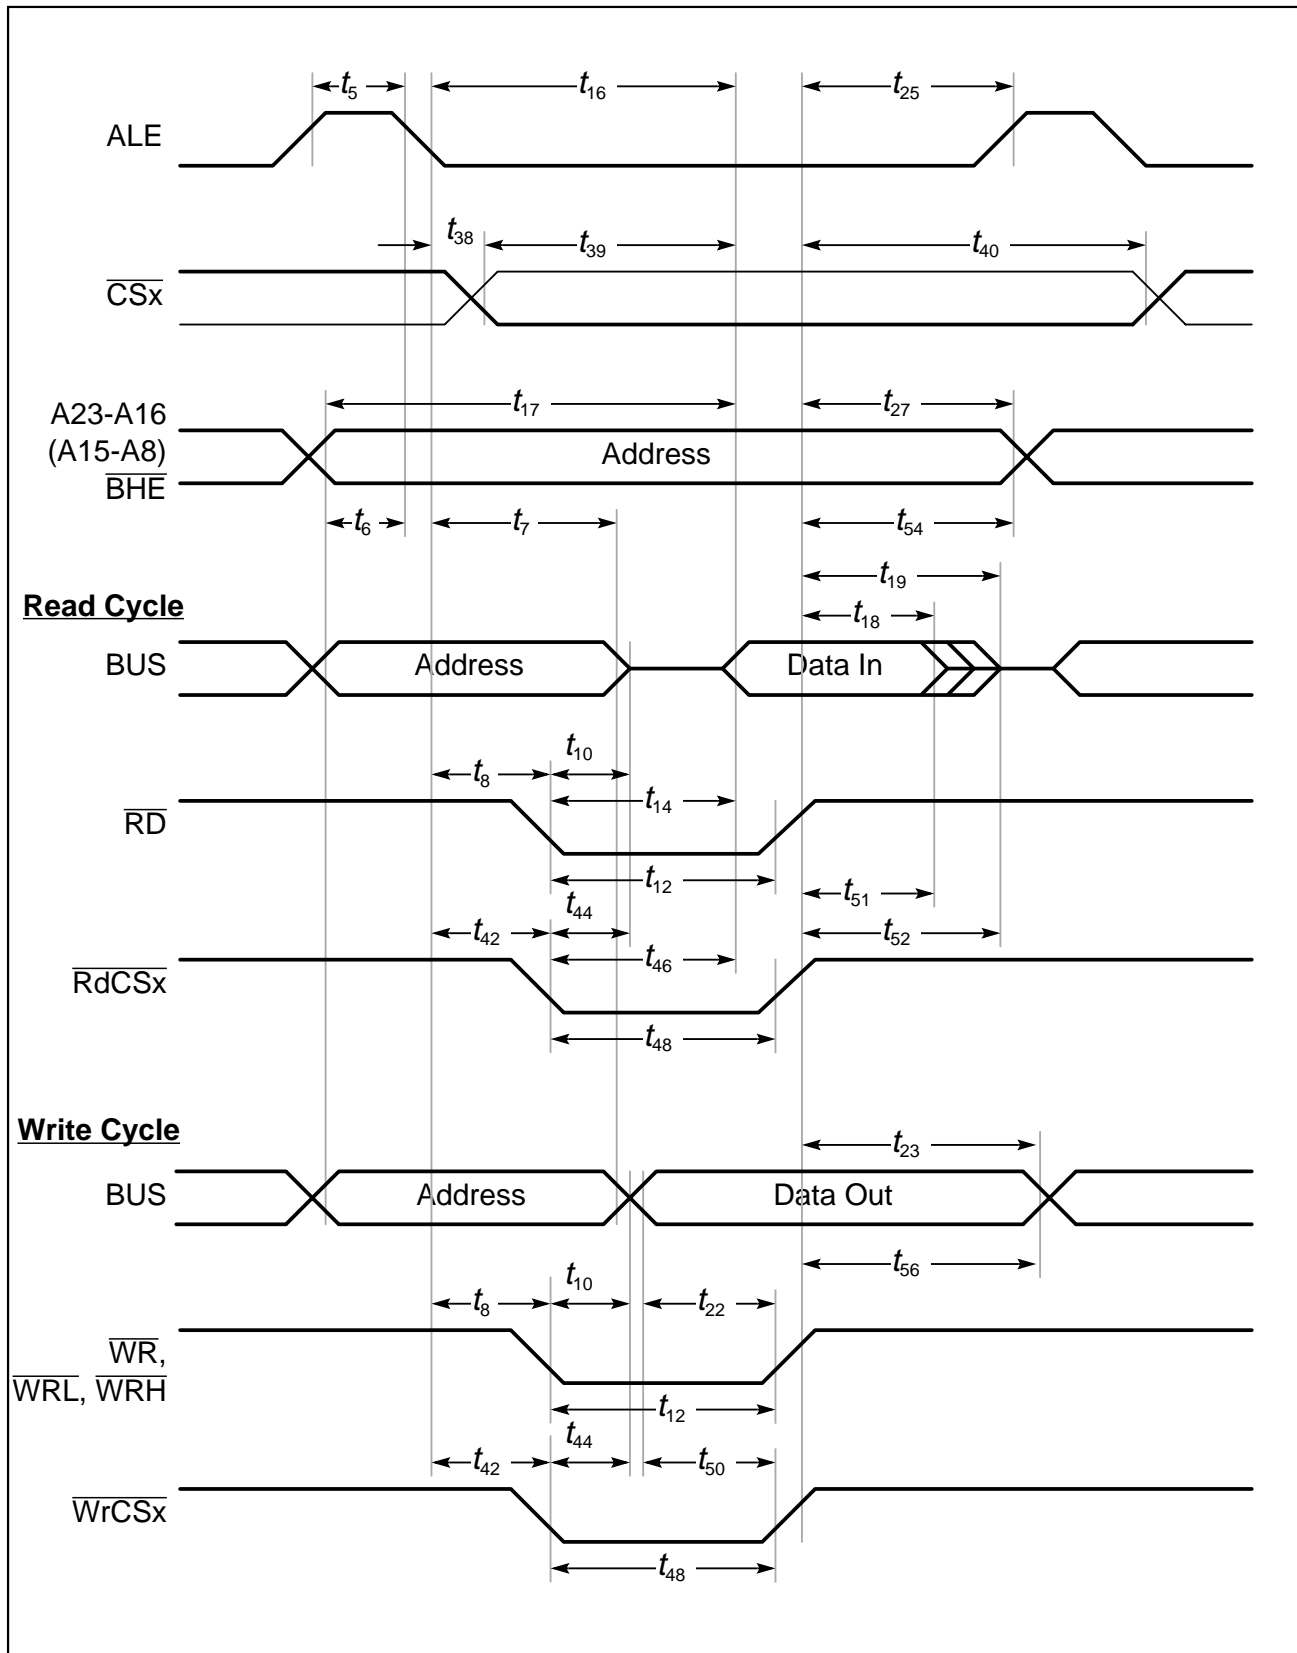 t5 t16 t25
ALE
t38 t39 t40
CSx
t17 t27
A23-A16
(A15-A8)
BHE
Address
t6 t7 t54
t19
Read Cycle
t18
BUS Address Data In
t10
t8
t14
RD
t12 t51
t44
t42 t52
t46
RdCSx
t48
Write Cycle
t23
BUS Address Data Out
t56
t10
t8 t22
WR,
WRL, WRH
t12
t44
t42 t50
WrCSx
t48